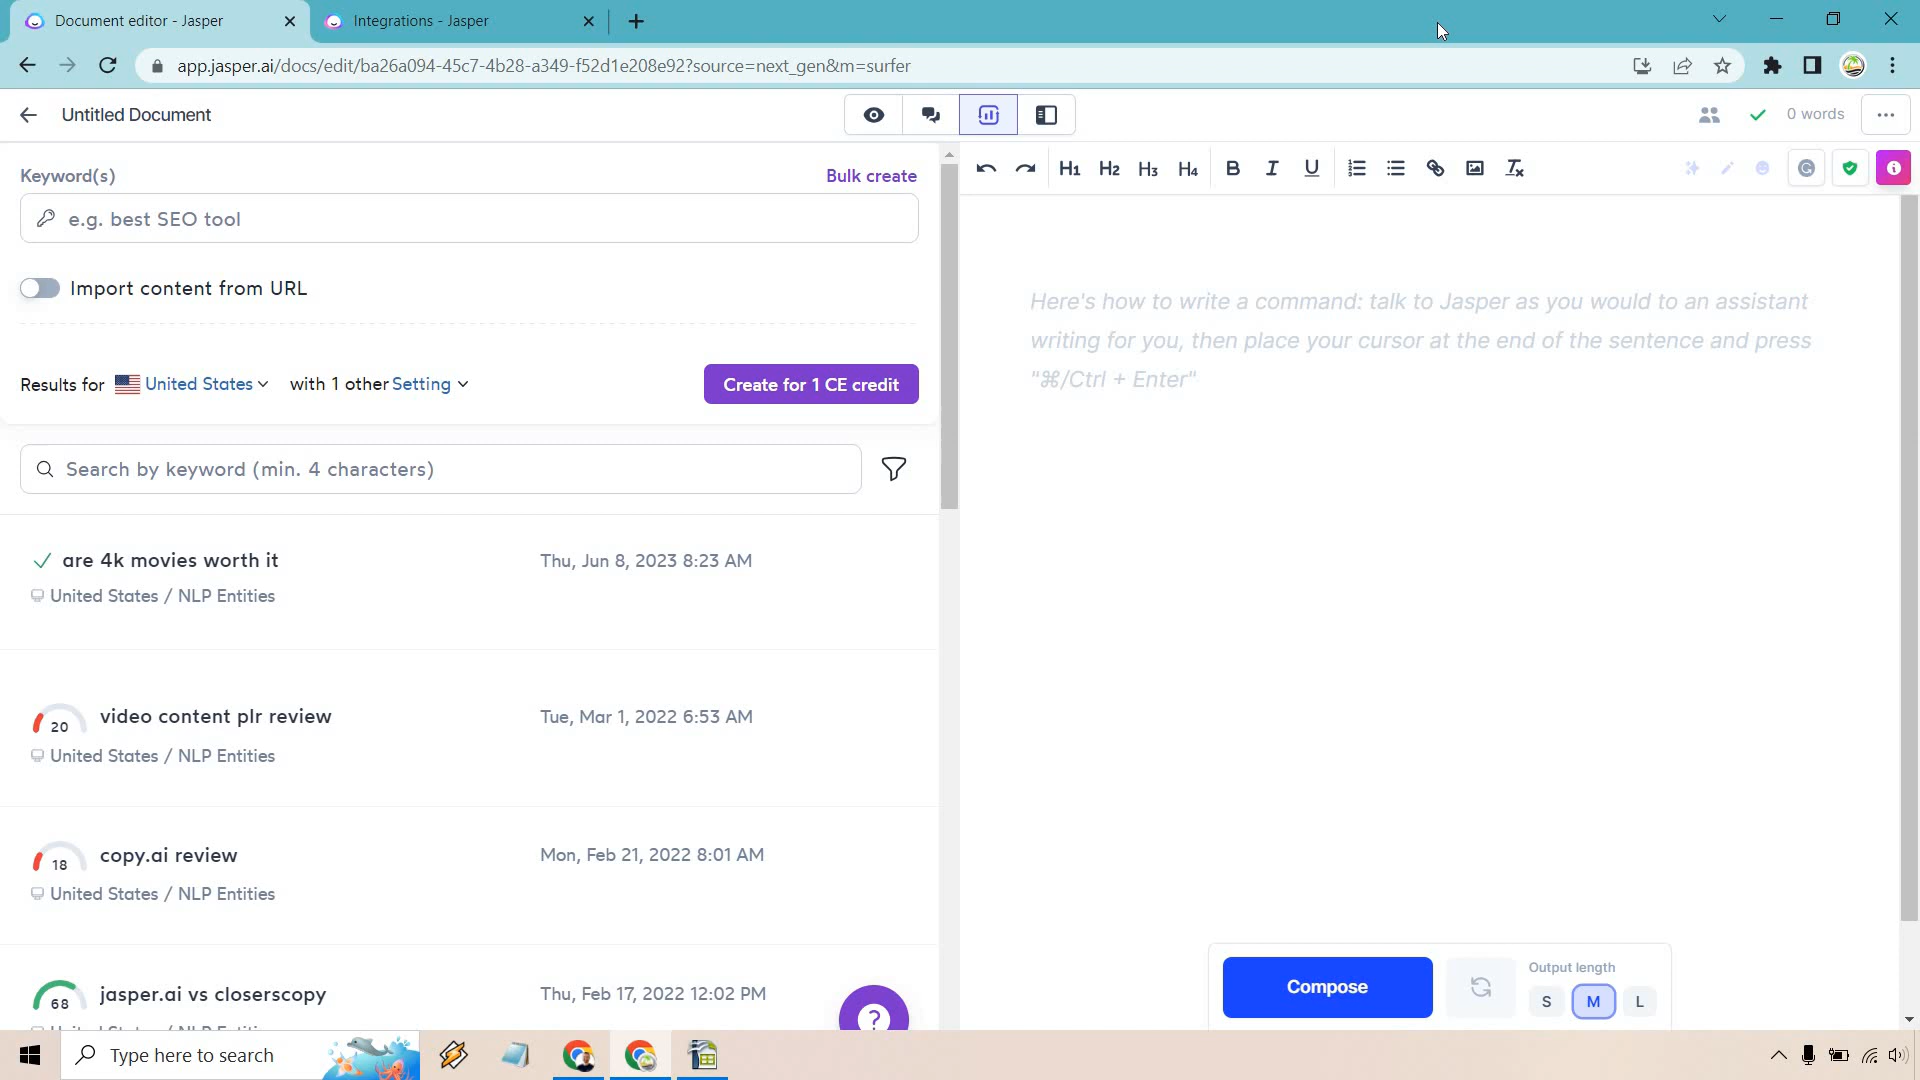 Document editor - Jasper
Integrations - Jasper
app.jasper.ai/docs/edit/ba26a094-45c7-4b28-a349-f52d1e208e92?source=next_gen&m=surfer
Untitled Document
0 words
Keyword(s)
Bulk create
H1 H2 H3 H4 B I U
e.g. best SEO tool
Import content from URL
Here's how to write a command: talk to Jasper as you would to an assistant
writing for you, then place your cursor at the end of the sentence and press
"⌘/Ctrl + Enter"
Results for United States with 1 other Setting
Create for 1 CE credit
Search by keyword (min. 4 characters)
are 4k movies worth it
Thu, Jun 8, 2023 8:23 AM
United States / NLP Entities
20 video content plr review
Tue, Mar 1, 2022 6:53 AM
United States / NLP Entities
18 copy.ai review
Mon, Feb 21, 2022 8:01 AM
United States / NLP Entities
68 jasper.ai vs closerscopy
Thu, Feb 17, 2022 12:02 PM
?
Compose
Output length
S M L
Type here to search